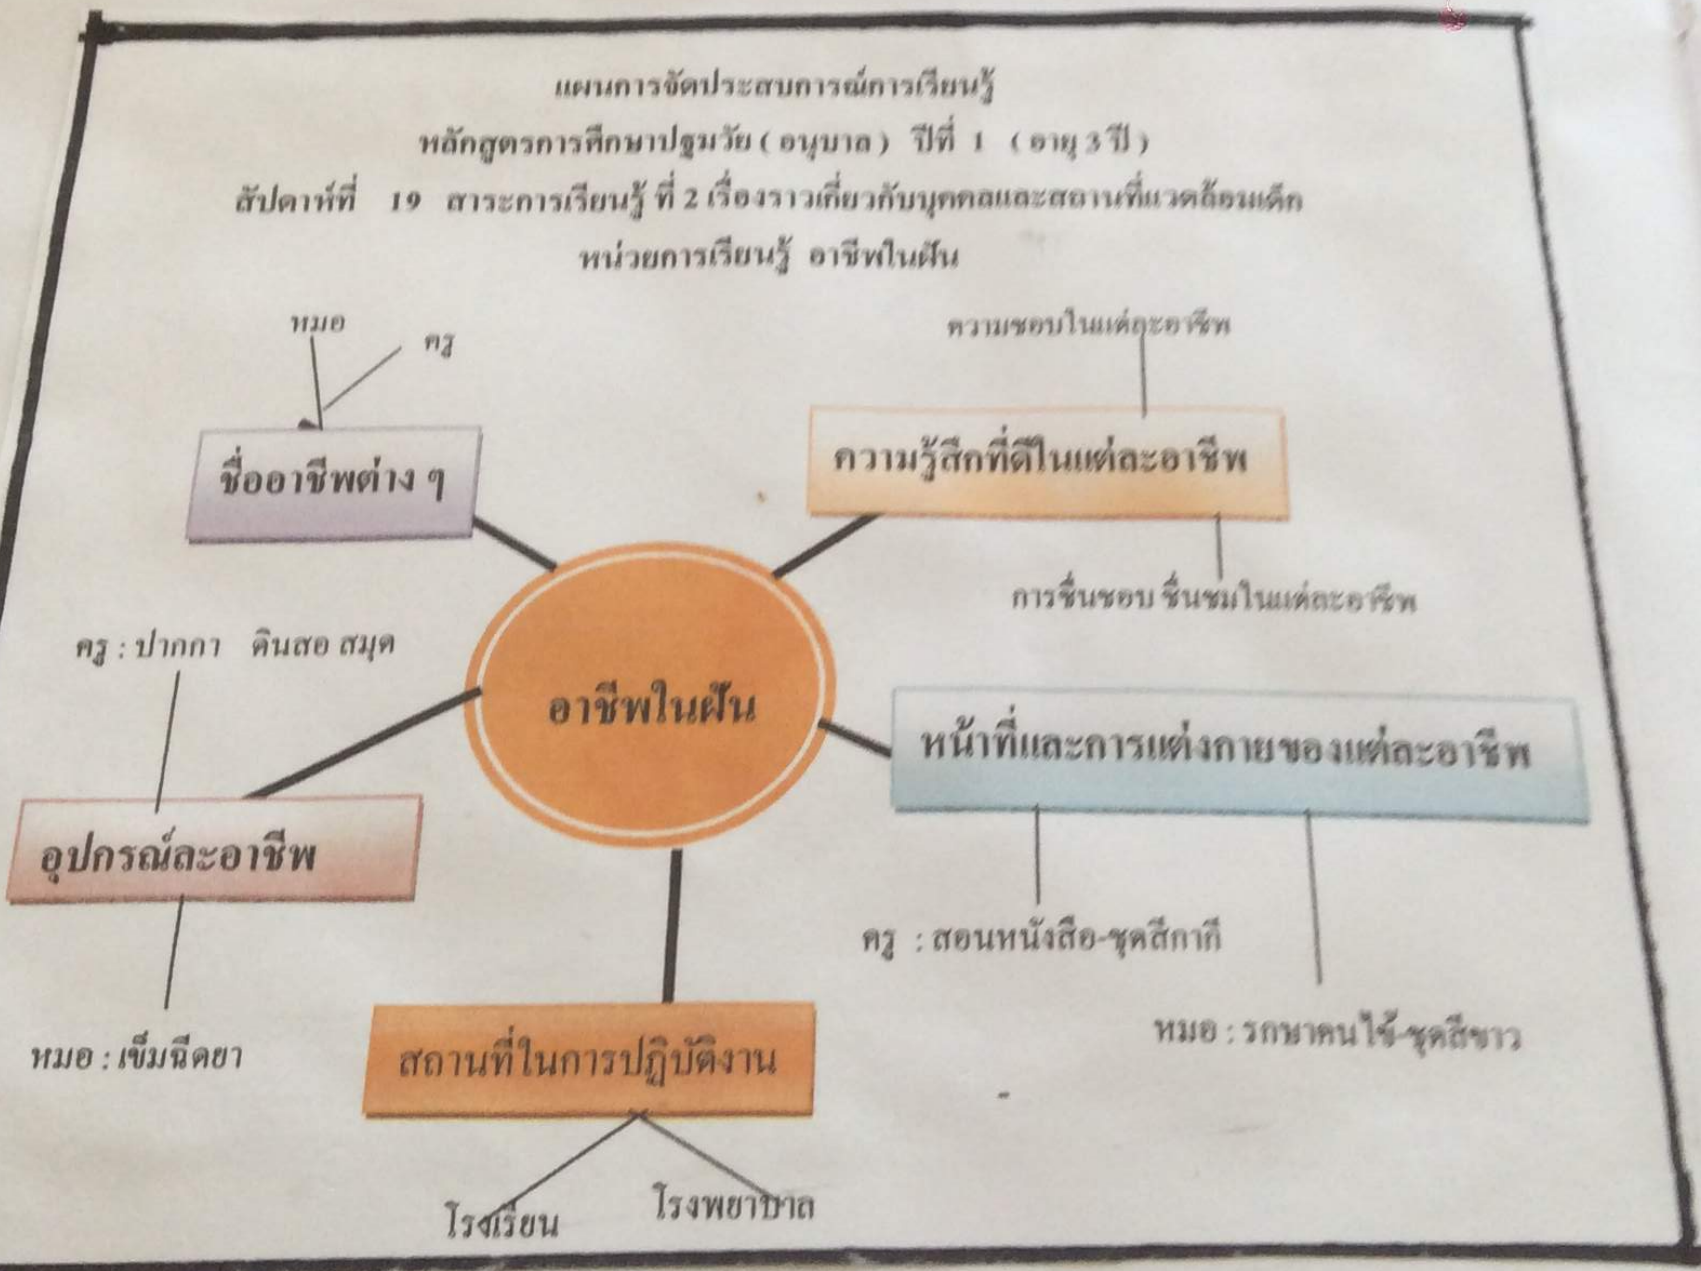 แผนการจัดประสบการณ์การเรียนรู้
หลักสูตรการศึกษาปฐมวัย ( อนุบาล ) ปีที่ 1 ( อายุ 3 ปี )
สัปดาห์ที่ 19 สาระการเรียนรู้ ที่ 2 เรื่องราวเกี่ยวกับบุคคลและสถานที่แวดล้อมเด็ก
หน่วยการเรียนรู้ อาชีพในฝัน
หมอ
ครู
ความชอบในแต่ละอาชีพ
ชื่ออาชีพต่าง ๆ
ความรู้สึกที่ดีในแต่ละอาชีพ
การชื่นชอบ ชื่นชมในแต่ละอาชีพ
ครู : ปากกา ดินสอ สมุด
อาชีพในฝัน
หน้าที่และการแต่งกายของแต่ละอาชีพ
อุปกรณ์ละอาชีพ
ครู : สอนหนังสือ-ชุดสีกากี
หมอ : รกษาคนไข้-ชุดสีขาว
หมอ : เข็มฉีดยา
สถานที่ในการปฏิบัติงาน
โรงเรียน
โรงพยาบาล